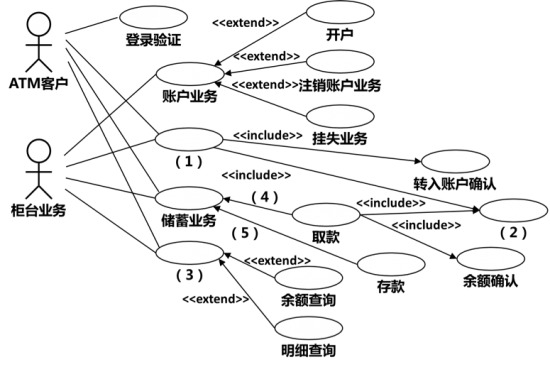 <<extend>>
开户
登录验证
ATM客户
<<extend>>
注销账户业务
账户业务
<<extend>>
挂失业务
<<include>>
（1）
转入账户确认
<<include>>
（4）
柜台业务
储蓄业务
<<include>>
（2）
（5）
取款
<<include>>
（3）
<<extend>>
余额查询
存款
余额确认
<<extend>>
明细查询